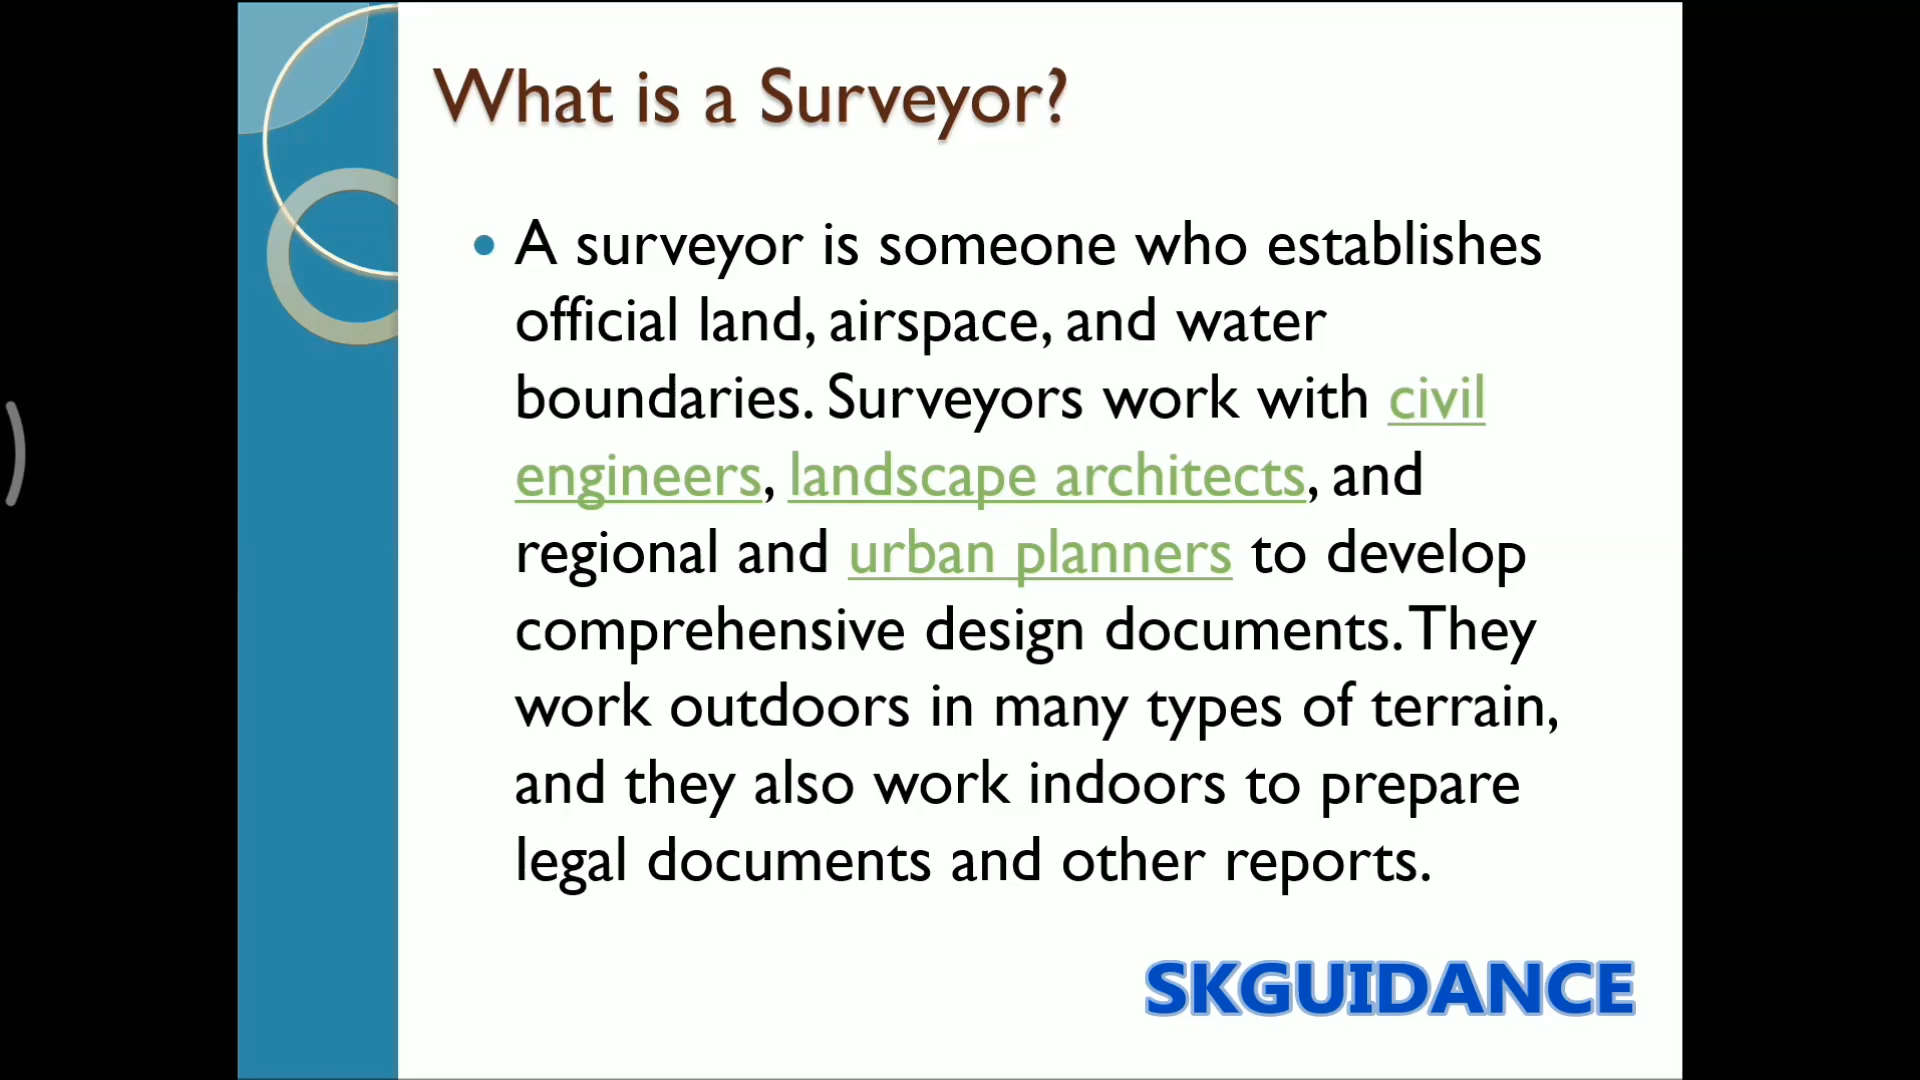 What is a Surveyor?
• A surveyor is someone who establishes
official land, airspace, and water
boundaries. Surveyors work with civil
engineers, landscape architects, and
regional and urban planners to develop
comprehensive design documents. They
work outdoors in many types of terrain,
and they also work indoors to prepare
legal documents and other reports.
SKGUIDANCE